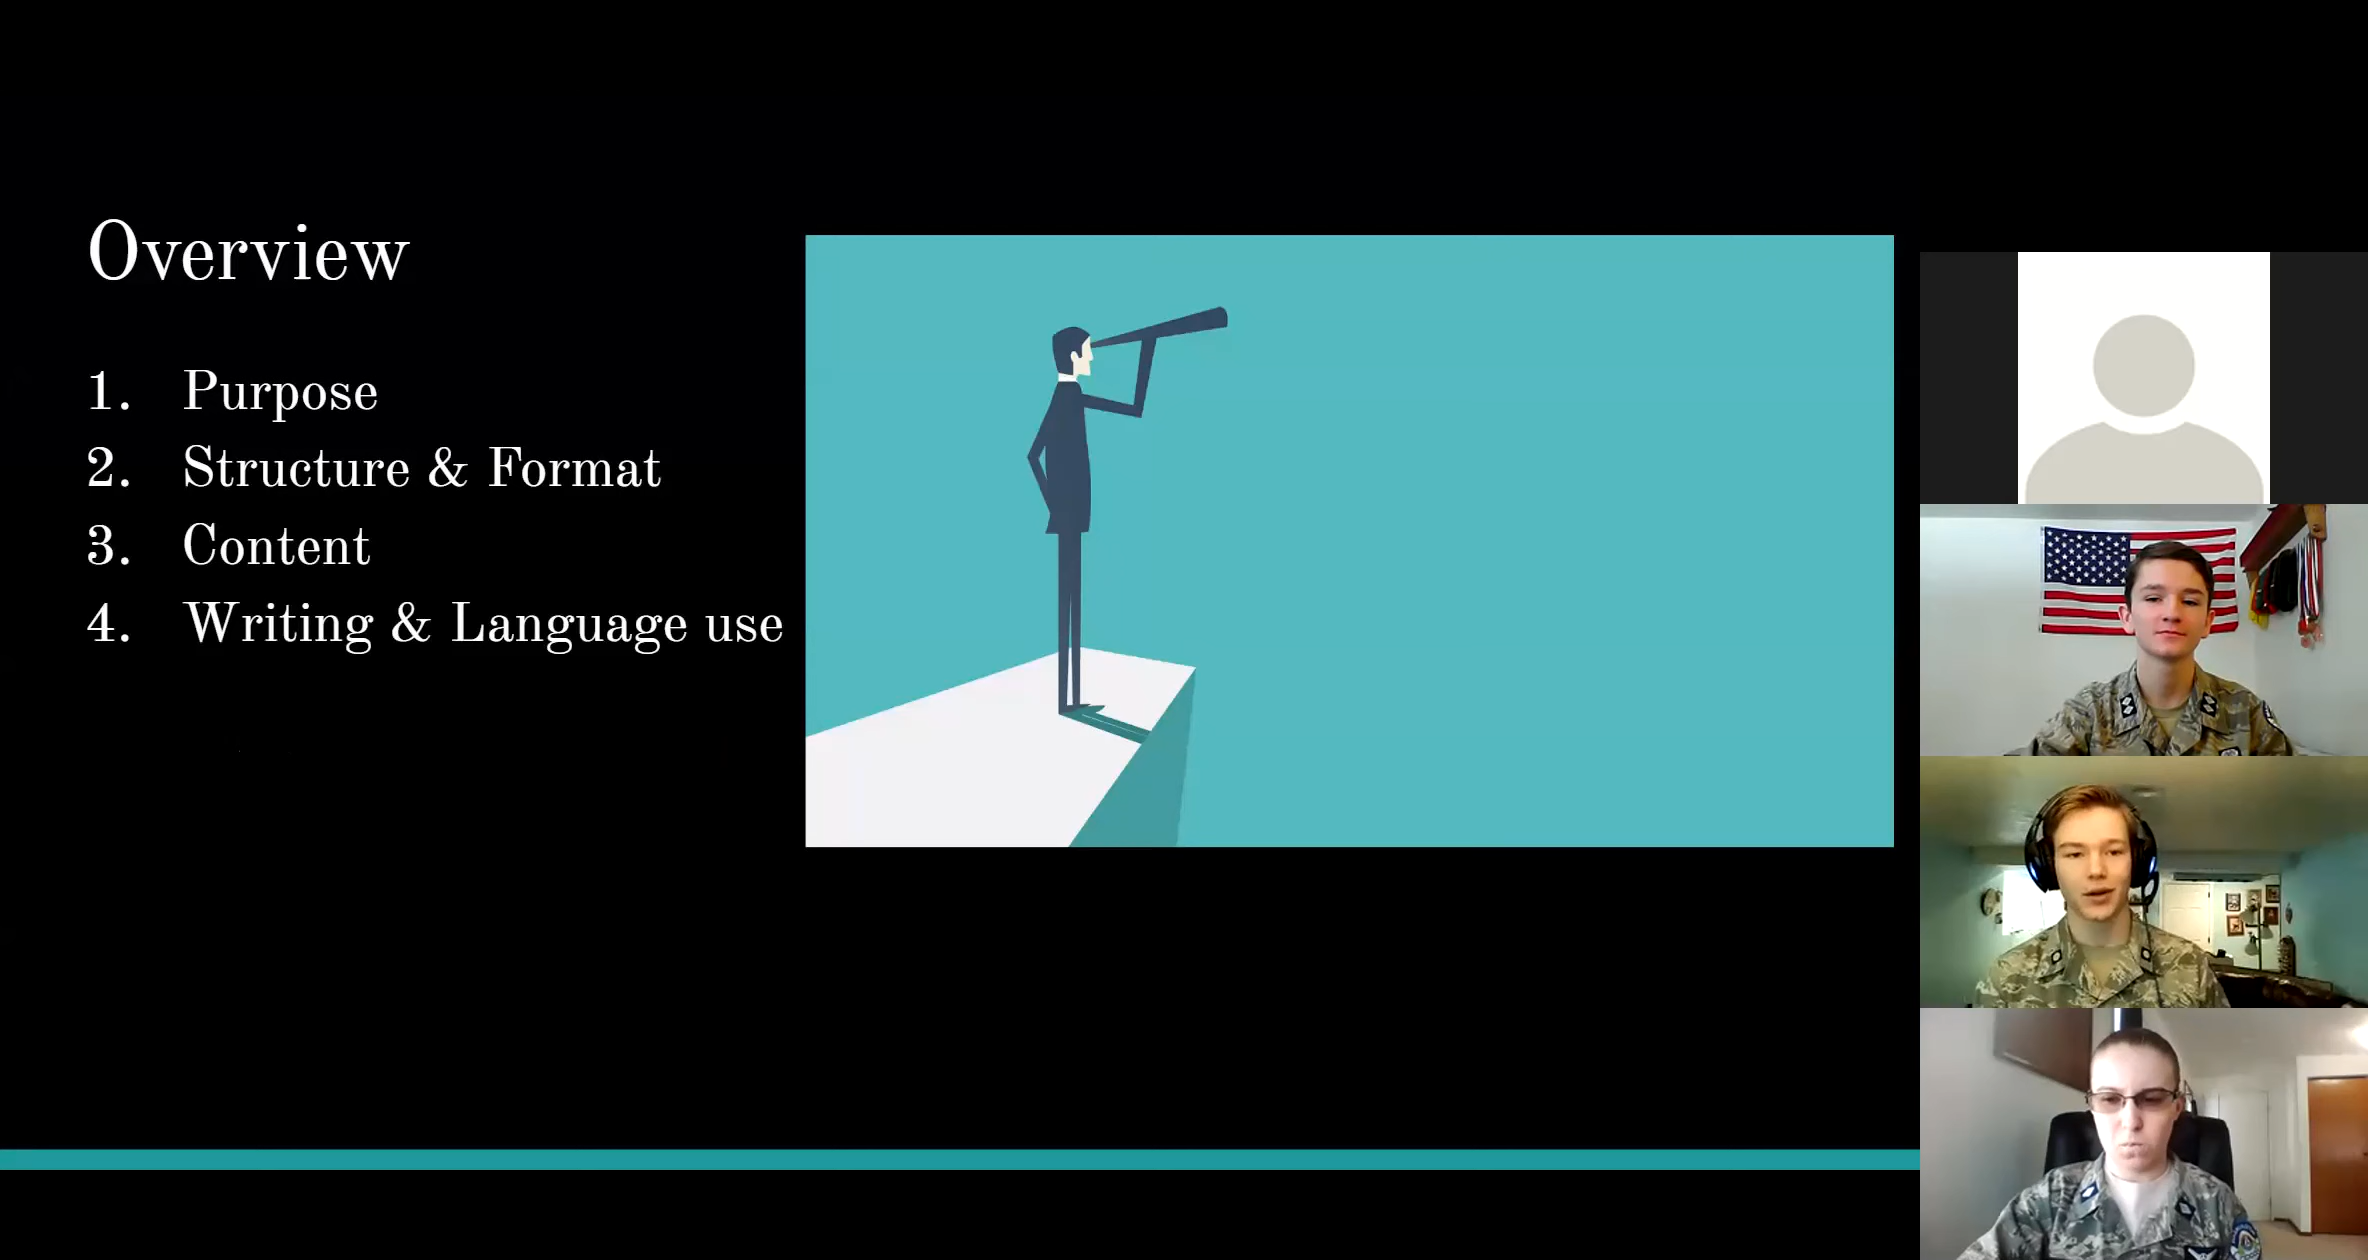 Overview
1. Purpose
2. Structure & Format
3. Content
4. Writing & Language use